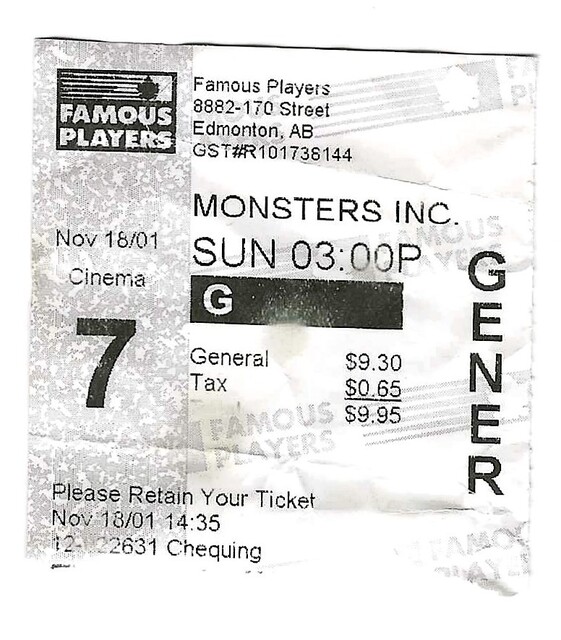 FAMOUS
PLAYERS
Famous Players
8882-170 Street
Edmonton, AB
GST#R101738144
MONSTERS INC.
Nov 18/01
SUN 03:00P
Cinema
7
G
General $9.30
Tax $0.65
$9.95
GENER
FAMOUS
PLAYERS
Please Retain Your Ticket
Nov 18/01 14:35
Chequing